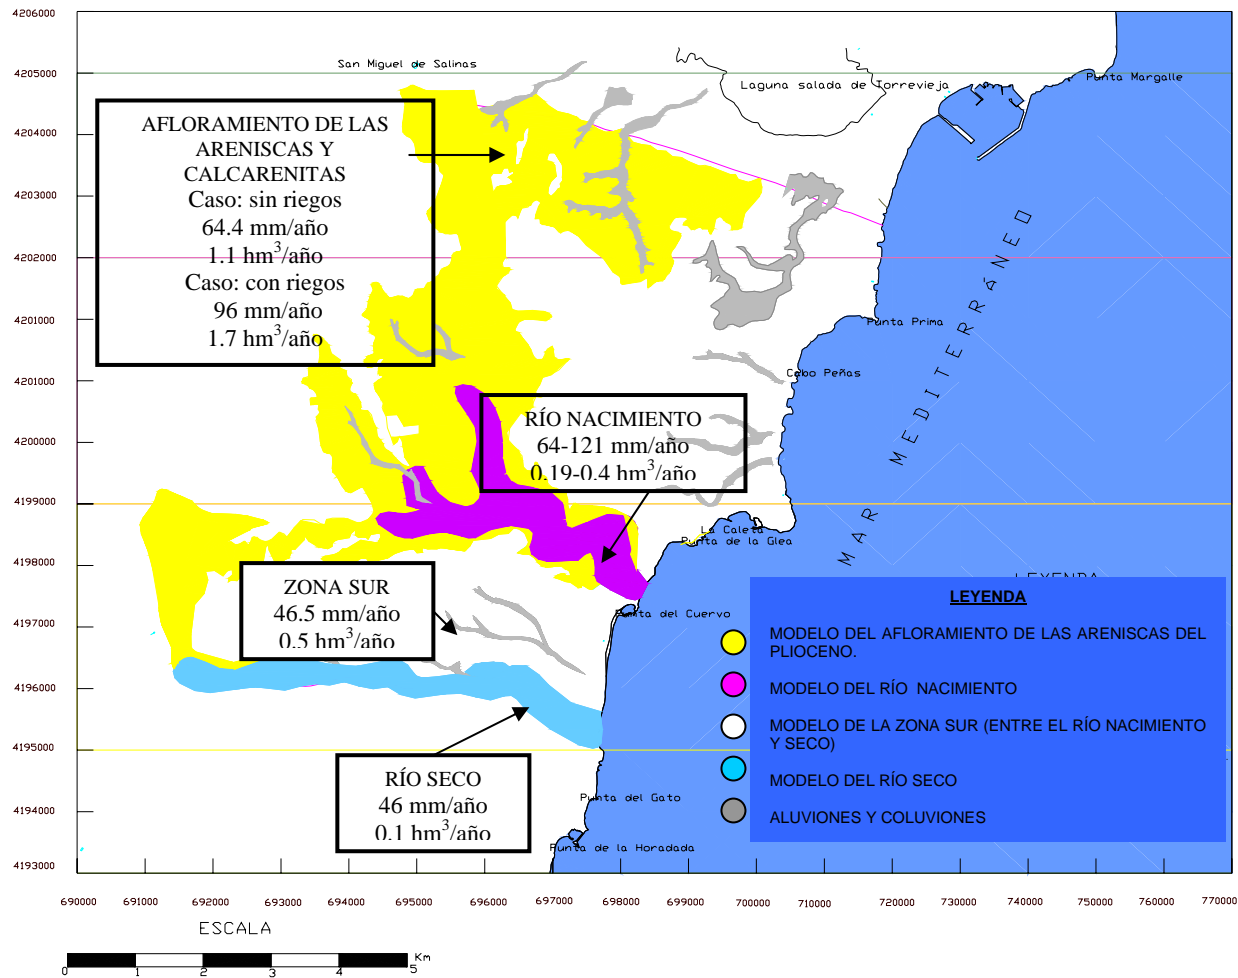 4206000
4205000
4204000
4203000
4202000
4201000
4200000
4199000
4198000
4197000
4196000
4195000
4194000
4193000
San Miguel de Salinas
Laguna salada de Torrevieja
Punta Margalle
AFLORAMIENTO DE LAS
ARENISCAS Y
CALCARENITAS
Caso: sin riegos
64.4 mm/año
1.1 hm³/año
Caso: con riegos
96 mm/año
1.7 hm³/año
MAR MEDITERRÁNEO
Punta Prima
Cabo Peñas
RÍO NACIMIENTO
64-121 mm/año
0.19-0.4 hm³/año
La Caleta
Punta de la Glea
ZONA SUR
46.5 mm/año
0.5 hm³/año
Punta del Cuervo
RÍO SECO
46 mm/año
0.1 hm³/año
Punta del Gato
Punta de la Horadada
LEYENDA
LEYENDA
MODELO DEL AFLORAMIENTO DE LAS ARENISCAS DEL
PLIOCENO.
MODELO DEL RÍO NACIMIENTO
MODELO DE LA ZONA SUR (ENTRE EL RÍO NACIMIENTO
Y SECO)
MODELO DEL RÍO SECO
ALUVIONES Y COLUVIONES
690000 691000 692000 693000 694000 695000 696000 697000 698000 699000 700000 710000 720000 730000 740000 750000 760000 770000
ESCALA
0 1 2 3 4 5 Km